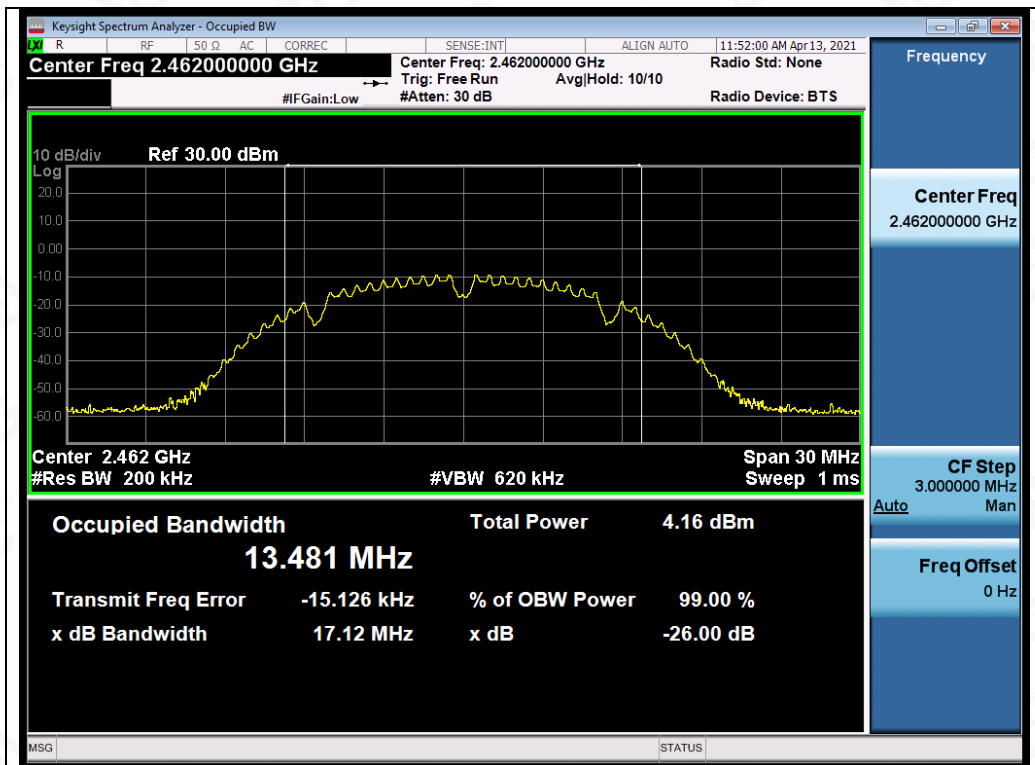 Keysight Spectrum Analyzer - Occupied BW
LXI R RF 50 Ω AC CORREC SENSE:INT ALIGN AUTO 11:52:00 AM Apr 13, 2021
Center Freq 2.462000000 GHz
Center Freq: 2.462000000 GHz Radio Std: None
Trig: Free Run Avg|Hold: 10/10
#IFGain:Low #Atten: 30 dB Radio Device: BTS
10 dB/div Ref 30.00 dBm
Log
20.0
10.0
0.00
-10.0
-20.0
-30.0
-40.0
-50.0
-60.0
Center 2.462 GHz Span 30 MHz
#Res BW 200 kHz #VBW 620 kHz Sweep 1 ms
Occupied Bandwidth Total Power 4.16 dBm
13.481 MHz
Transmit Freq Error -15.126 kHz % of OBW Power 99.00 %
x dB Bandwidth 17.12 MHz x dB -26.00 dB
Frequency
Center Freq
2.462000000 GHz
CF Step
3.000000 MHz
Auto Man
Freq Offset
0 Hz
MSG STATUS